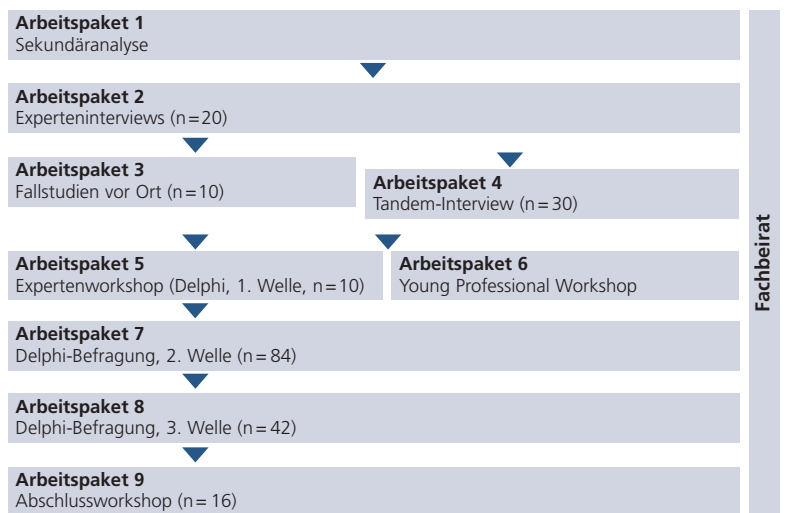 Arbeitspaket 1
Sekundäranalyse
Arbeitspaket 2
Experteninterviews (n=20)
Arbeitspaket 3
Fallstudien vor Ort (n=10)
Arbeitspaket 4
Tandem-Interview (n=30)
Arbeitspaket 5
Expertenworkshop (Delphi, 1. Welle, n=10)
Arbeitspaket 6
Young Professional Workshop
Arbeitspaket 7
Delphi-Befragung, 2. Welle (n=84)
Arbeitspaket 8
Delphi-Befragung, 3. Welle (n=42)
Arbeitspaket 9
Abschlussworkshop (n=16)
Fachbeirat